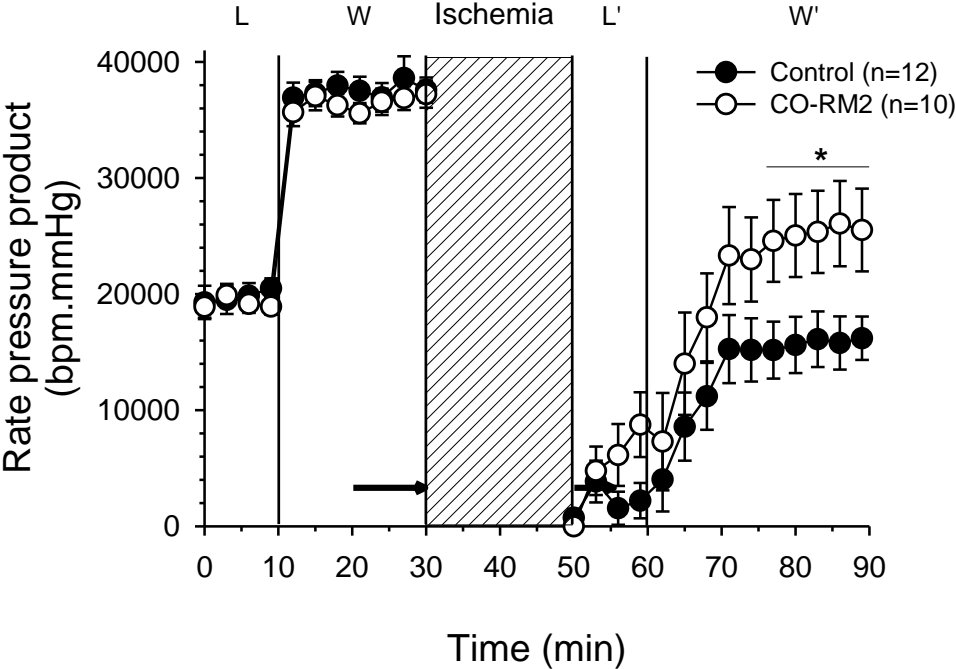 L W Ischemia L' W'
Rate pressure product
(bpm.mmHg)
40000
30000
20000
10000
0
Control (n=12)
CO-RM2 (n=10)
*
0 10 20 30 40 50 60 70 80 90
Time (min)